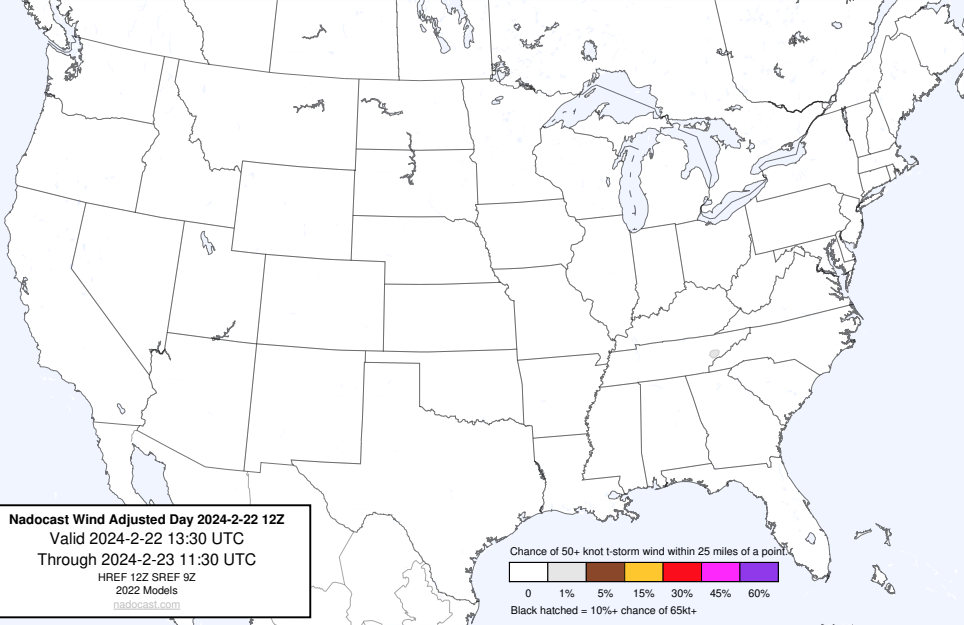 Nadocast Wind Adjusted Day 2024-2-22 12Z
Valid 2024-2-22 13:30 UTC
Through 2024-2-23 11:30 UTC
HREF 12Z SREF 9Z
2022 Models
nadocast.com
Chance of 50+ knot t-storm wind within 25 miles of a point.
0 1% 5% 15% 30% 45% 60%
Black hatched = 10%+ chance of 65kt+